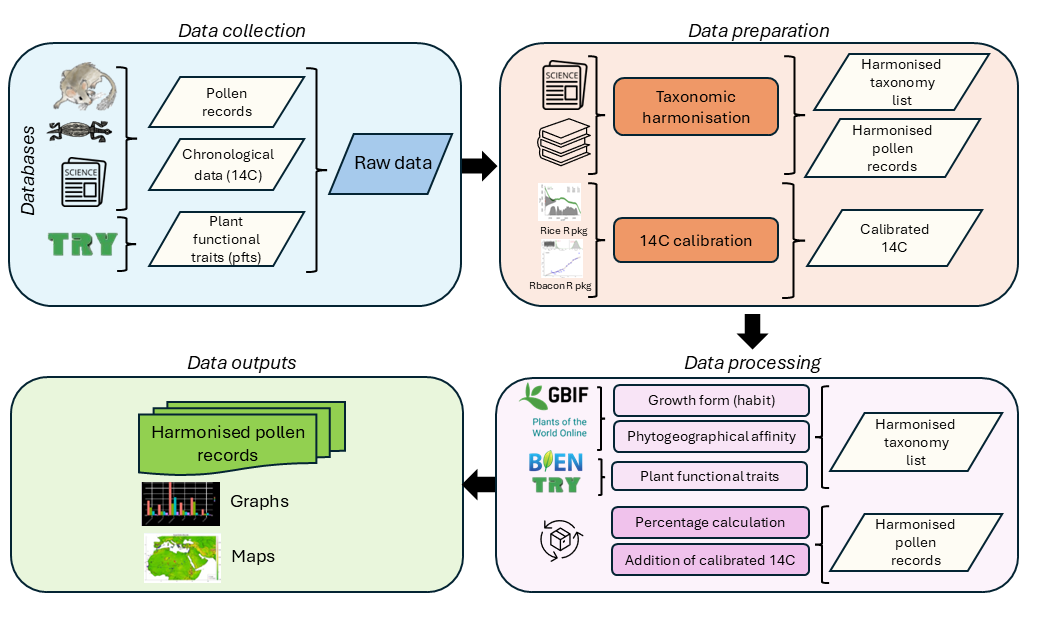 Data collection
Databases
SCIENCE
TRY
Pollen
records
Chronological
data (14C)
Plant
functional
traits (pfts)
Raw data
Data preparation
SCIENCE
Rice R pkg
Rbacon R pkg
Taxonomic
harmonisation
14C calibration
Harmonised
taxonomy
list
Harmonised
pollen
records
Calibrated
14C
Data processing
GBIF
Plants of the
World Online
BIEN
TRY
Growth form (habit)
Phytogeographical affinity
Plant functional traits
Percentage calculation
Addition of calibrated 14C
Harmonised
taxonomy
list
Harmonised
pollen
records
Data outputs
Harmonised pollen
records
Graphs
Maps